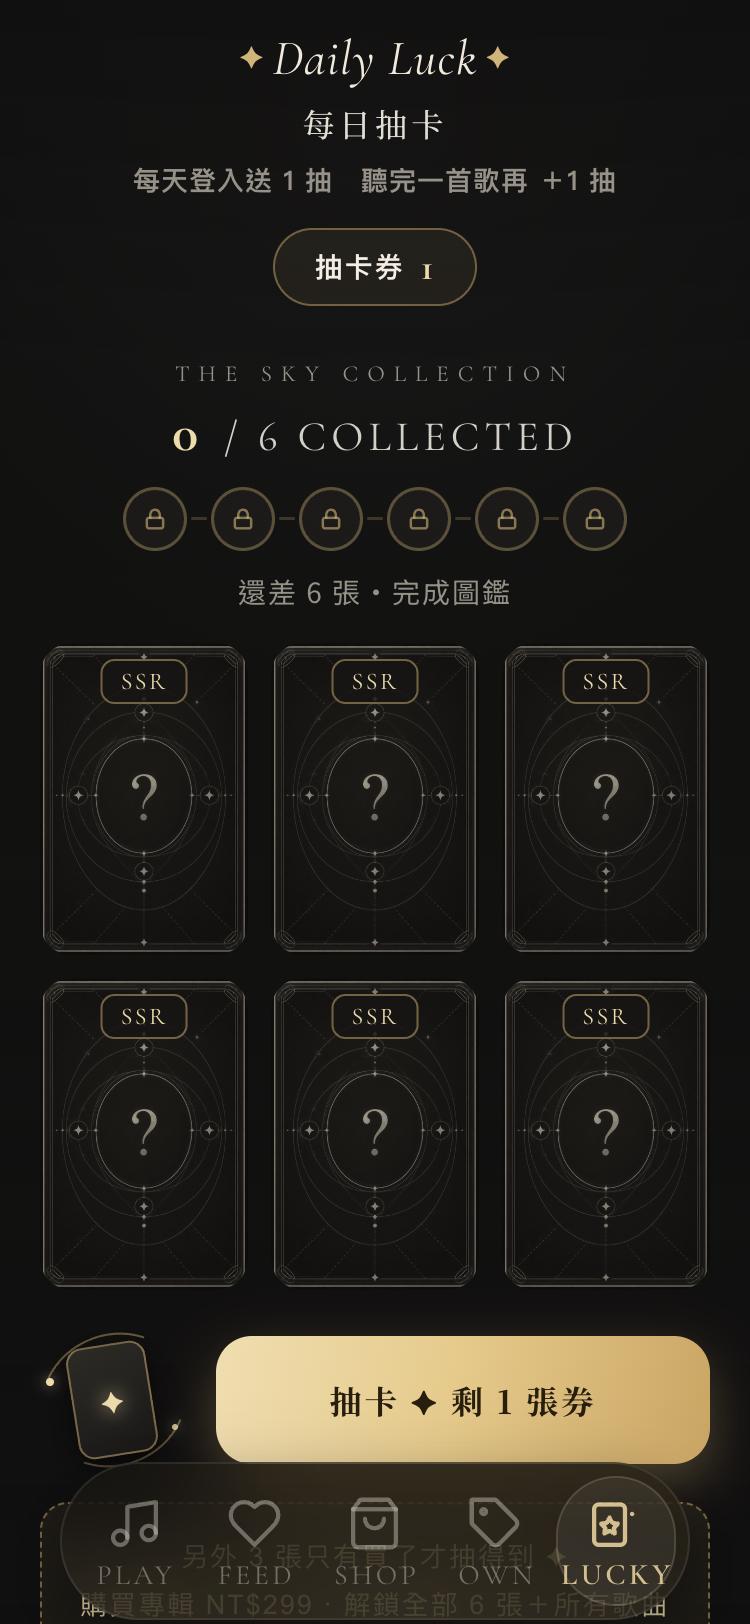 Daily Luck
每日抽卡
每天登入送 1 抽　聽完一首歌再 +1 抽
抽卡券 1
THE SKY COLLECTION
0 / 6 COLLECTED
還差 6 張・完成圖鑑
SSR SSR SSR
? ? ?
SSR SSR SSR
? ? ?
抽卡 ✦ 剩 1 張券
另外 3 張只有買了才抽得到 ✦
PLAY FEED SHOP OWN LUCKY
購買專輯 NT$299 · 解鎖全部 6 張＋所有歌曲